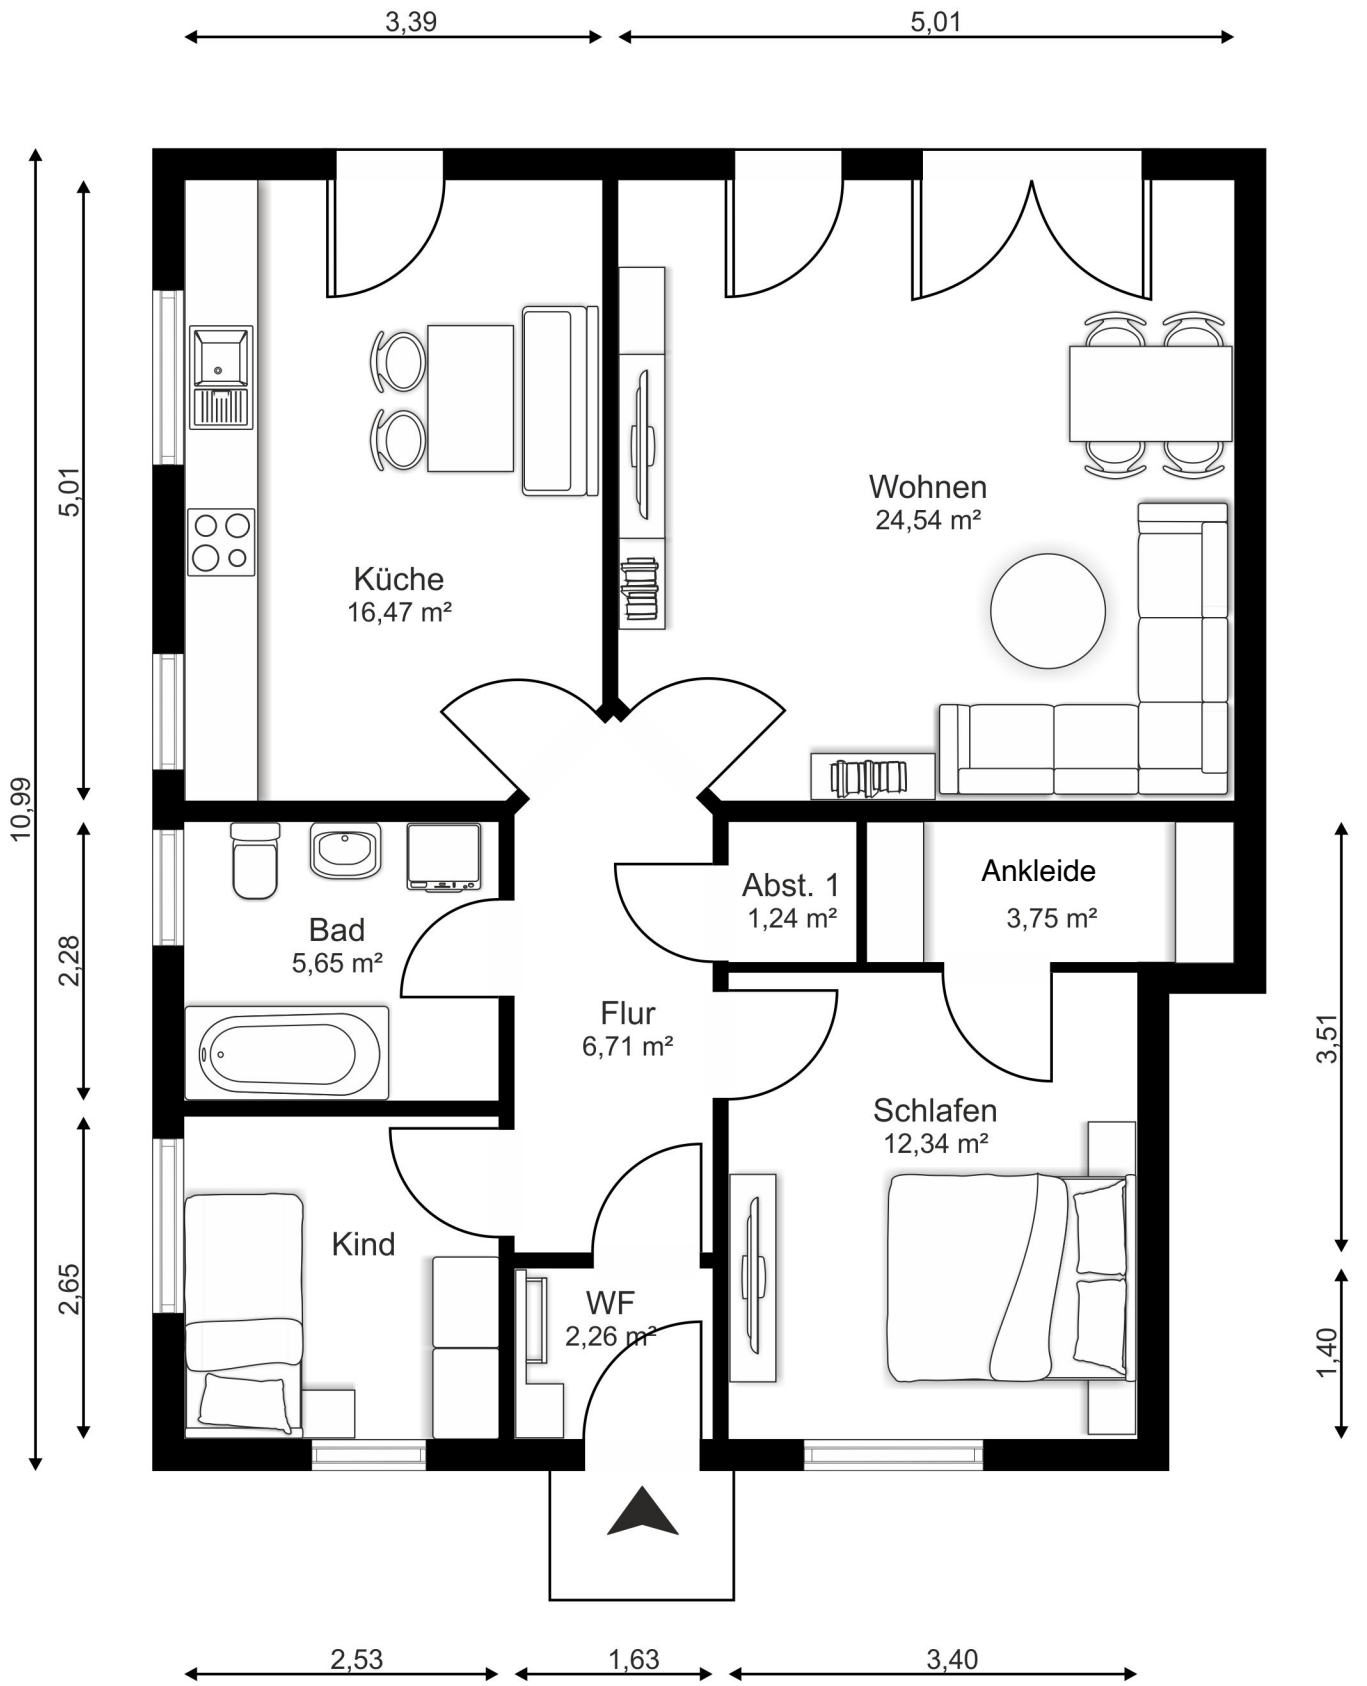 3,39
5,01
10,99
5,01
Wohnen
24,54 m²
Küche
16,47 m²
2,28
Bad
5,65 m²
Abst. 1
1,24 m²
Ankleide
3,75 m²
Flur
6,71 m²
3,51
Schlafen
12,34 m²
Kind
2,65
WF
2,26 m²
1,40
2,53
1,63
3,40